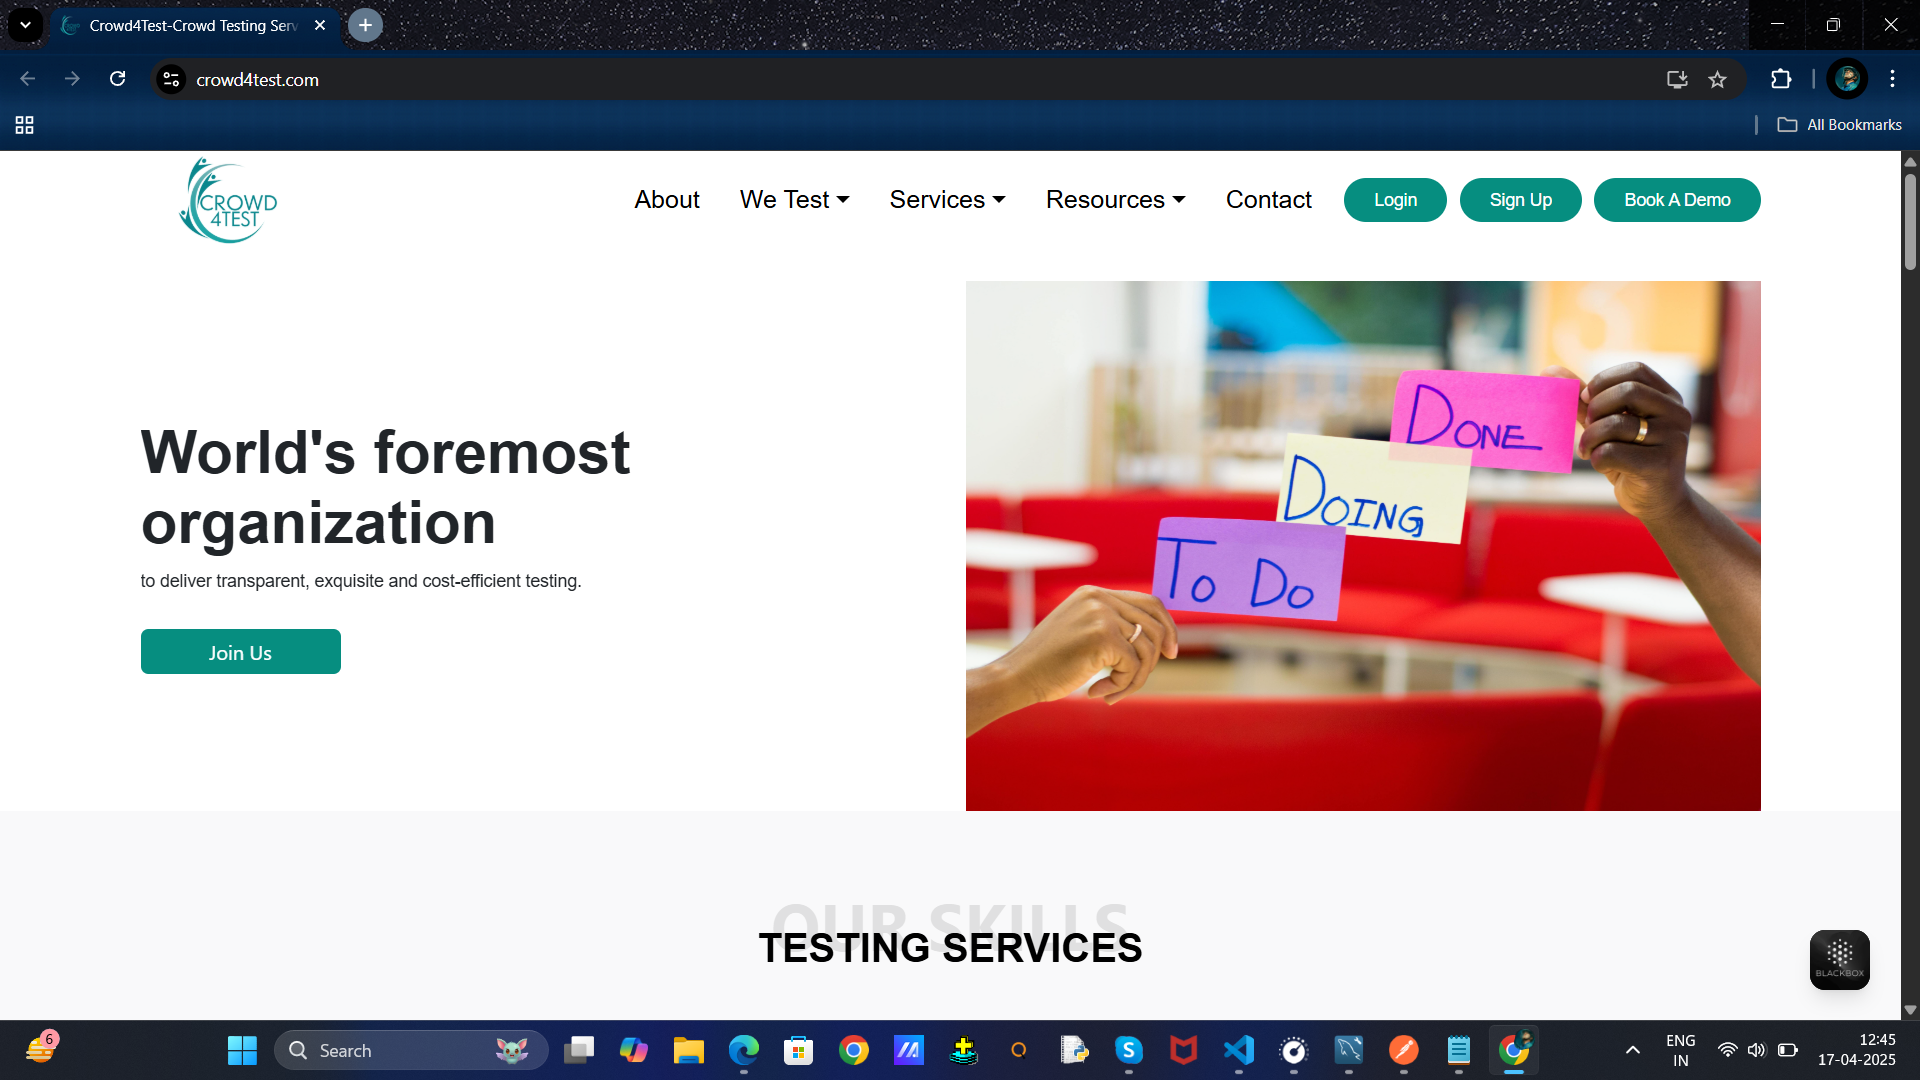 Crowd4Test-Crowd Testing Serv
crowd4test.com
All Bookmarks
CROWD
4TEST
About
We Test
Services
Resources
Contact
Login
Sign Up
Book A Demo
World's foremost
organization
to deliver transparent, exquisite and cost-efficient testing.
Join Us
DONE
DOING
TO DO
OUR SKILLS
TESTING SERVICES
BLACKBOX
6
Search
ENG
IN
12:45
17-04-2025